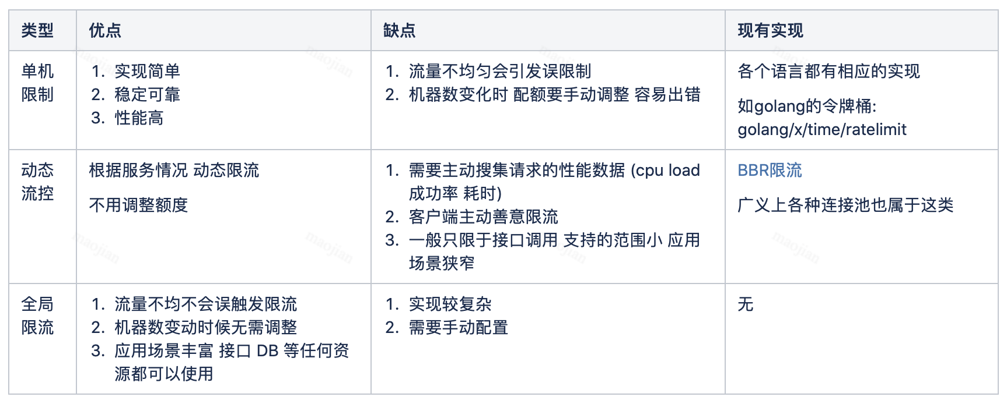 类型
优点
缺点
现有实现
单机
限制
1. 实现简单
2. 稳定可靠
3. 性能高
1. 流量不均匀会引发误限制
2. 机器数变化时 配额要手动调整 容易出错
各个语言都有相应的实现
如golang的令牌桶:
golang/x/time/ratelimit
动态
流控
根据服务情况 动态限流
不用调整额度
1. 需要主动搜集请求的性能数据 (cpu load
成功率 耗时)
2. 客户端主动善意限流
3. 一般只限于接口调用 支持的范围小 应用
场景狭窄
BBR限流
广义上各种连接池也属于这类
全局
限流
1. 流量不均不会误触发限流
2. 机器数变动时候无需调整
3. 应用场景丰富 接口 DB 等任何资
源都可以使用
1. 实现较复杂
2. 需要手动配置
无
maojian
maojian
maojian
maojian
maojian
maojian
maojian
maojian